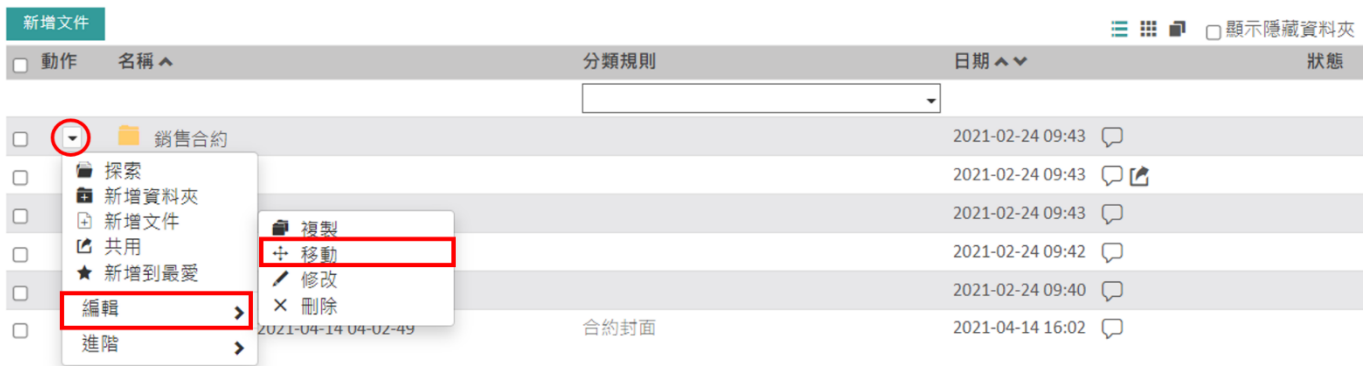 新增文件
顯示隱藏資料夾
動作 名稱 分類規則 日期 狀態
銷售合約 2021-02-24 09:43
探索
2021-02-24 09:43
新增資料夾
新增文件 2021-02-24 09:43
複製
共用
移動 2021-02-24 09:42
新增到最愛
修改
2021-02-24 09:40
編輯
刪除
2021-04-14 04-02-49 合約封面 2021-04-14 16:02
進階